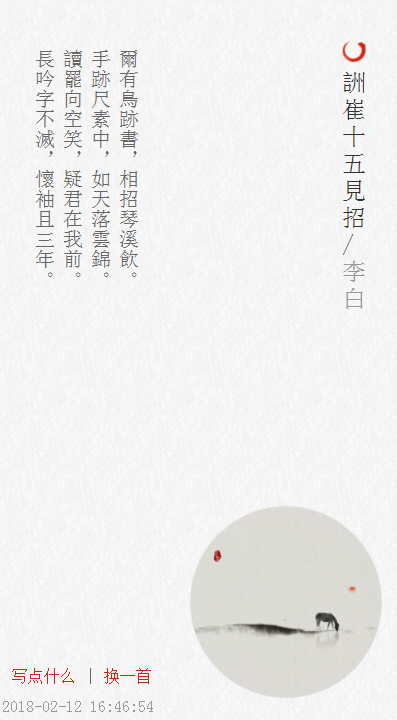 詶崔十五見招/李白
爾有鳥跡書，相招琴溪飲。
手跡尺素中，如天落雲錦。
讀罷向空笑，疑君在我前。
長吟字不滅，懷袖且三年。
写点什么 | 换一首
2018-02-12 16:46:54